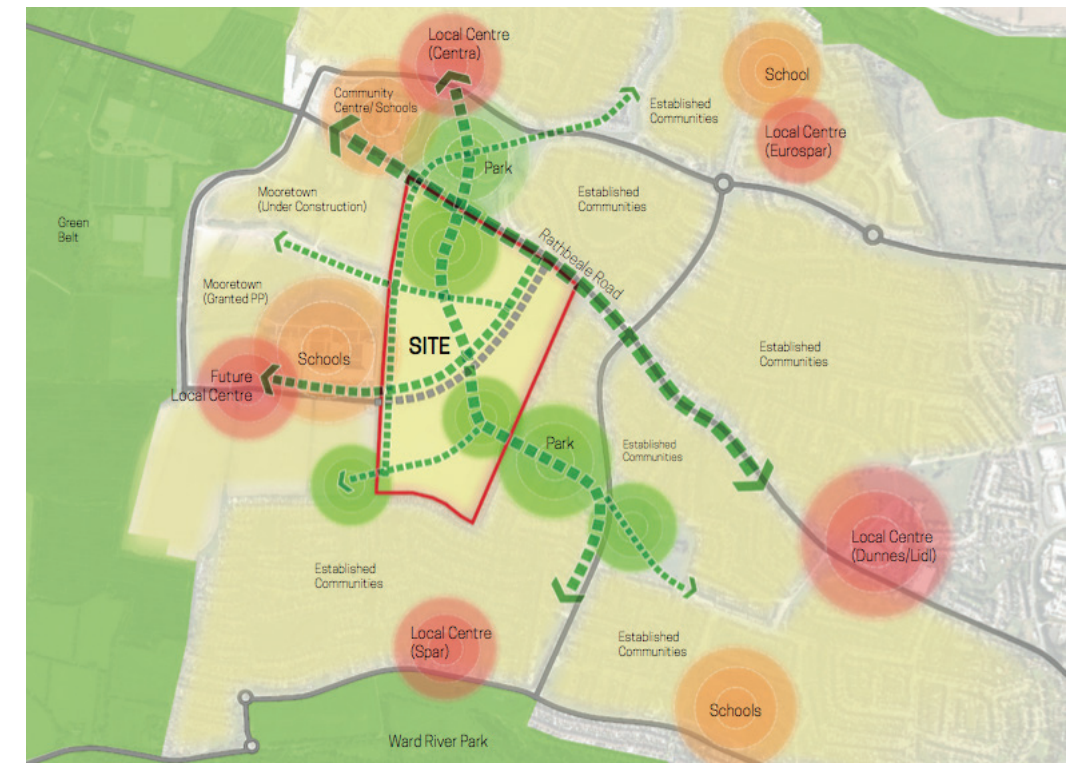 Local Centre
(Centra)
School
Community
Centre/ Schools
Established
Communities
Local Centre
(Eurospar)
Park
Mooretown
(Under Construction)
Established
Communities
Green
Belt
Rathbeale Road
Mooretown
(Granted PP)
SITE
Established
Communities
Schools
Future
Local Centre
Park
Established
Communities
Local Centre
(Dunnes/Lidl)
Established
Communities
Local Centre
(Spar)
Established
Communities
Schools
Ward River Park